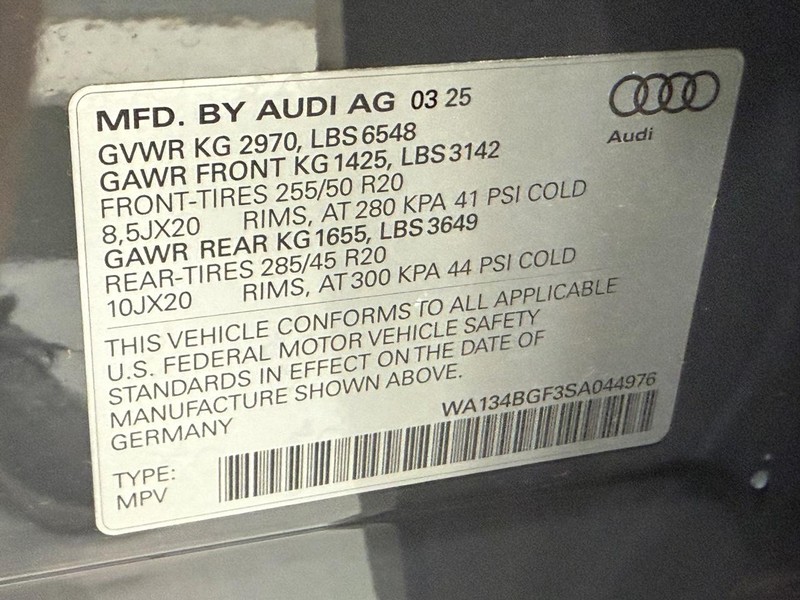 MFD. BY AUDI AG 03 25
Audi
GVWR KG 2970, LBS 6548
GAWR FRONT KG 1425, LBS 3142
FRONT-TIRES 255/50 R20
8,5JX20 RIMS, AT 280 KPA 41 PSI COLD
GAWR REAR KG 1655, LBS 3649
REAR-TIRES 285/45 R20
10JX20 RIMS, AT 300 KPA 44 PSI COLD
THIS VEHICLE CONFORMS TO ALL APPLICABLE
U.S. FEDERAL MOTOR VEHICLE SAFETY
STANDARDS IN EFFECT ON THE DATE OF
MANUFACTURE SHOWN ABOVE.
GERMANY WA134BGF3SA044976
TYPE:
MPV